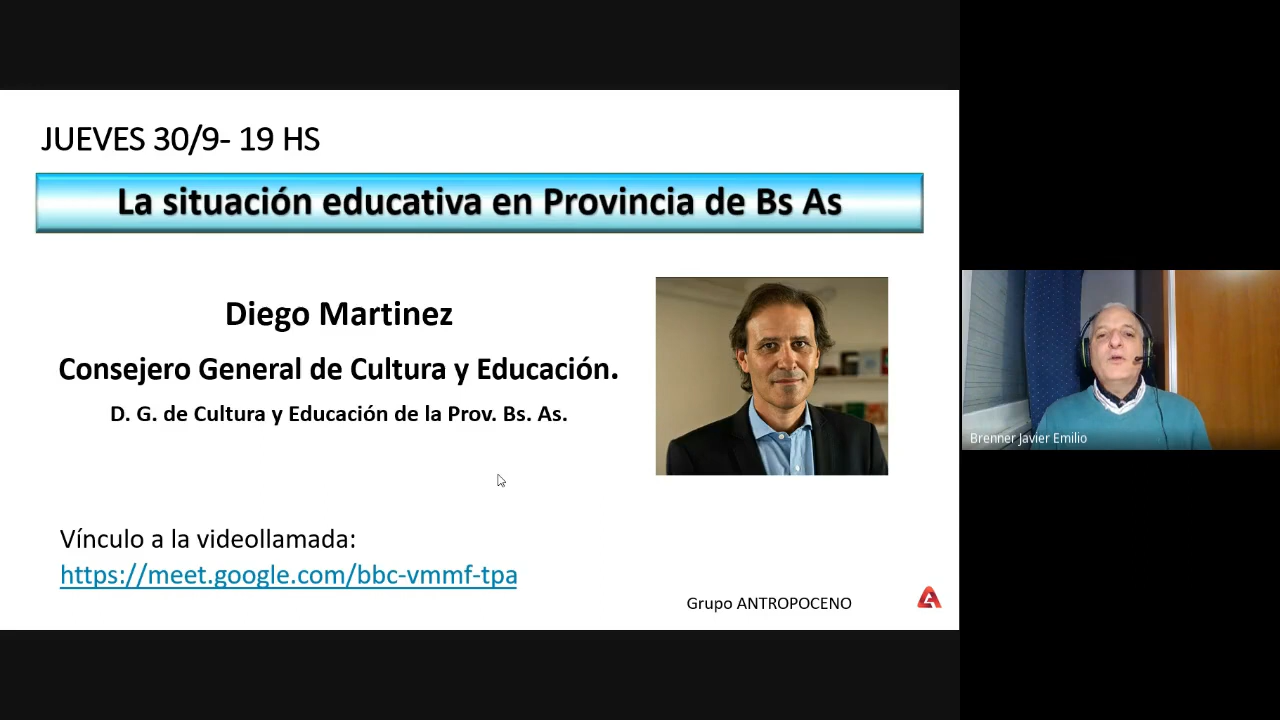 JUEVES 30/9- 19 HS
La situación educativa en Provincia de Bs As
Diego Martinez
Consejero General de Cultura y Educación.
D. G. de Cultura y Educación de la Prov. Bs. As.
Vínculo a la videollamada:
https://meet.google.com/bbc-vmmf-tpa
Grupo ANTROPOCENO
Brenner Javier Emilio